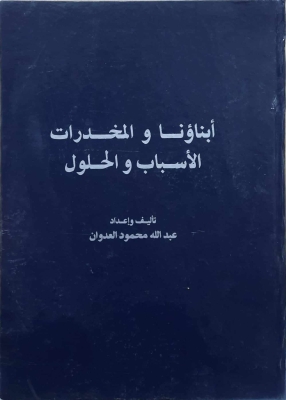 أبناؤنا و المخدرات
الأسباب و الحلول
تأليف وإعداد
عبد الله محمود العدوان